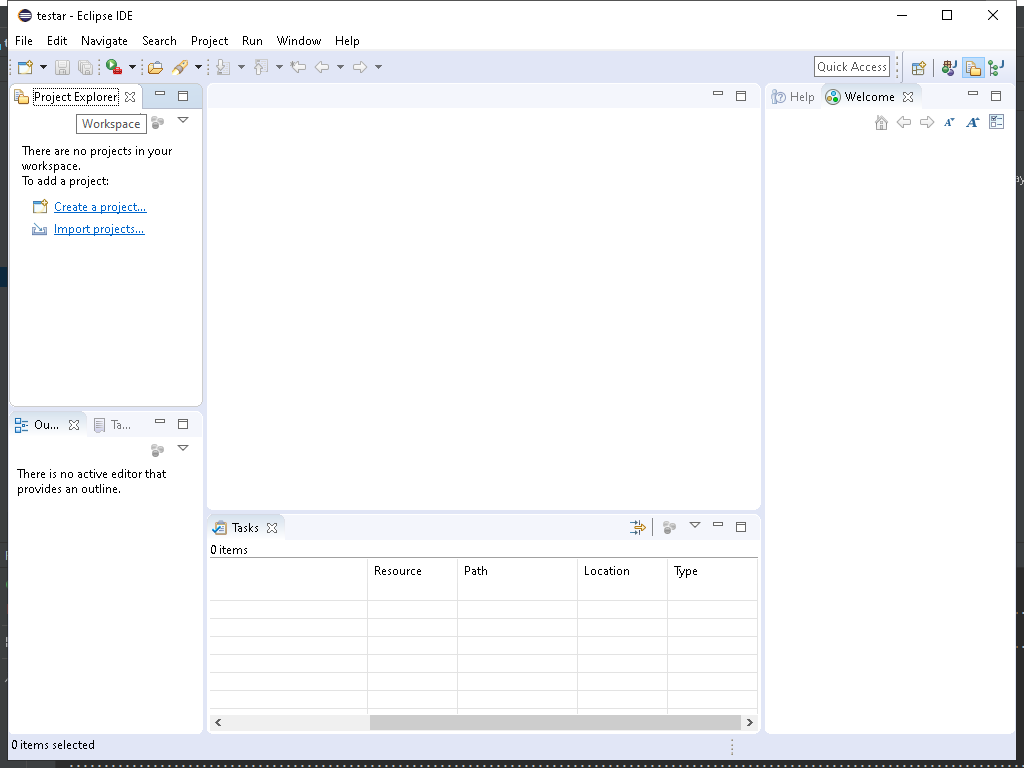 testar - Eclipse IDE
File Edit Navigate Search Project Run Window Help
Quick Access
Project Explorer
Workspace
There are no projects in your
workspace.
To add a project:
Create a project...
Import projects...
Ou...
Ta...
There is no active editor that
provides an outline.
Tasks
0 items
Resource Path Location Type
Help
Welcome
0 items selected